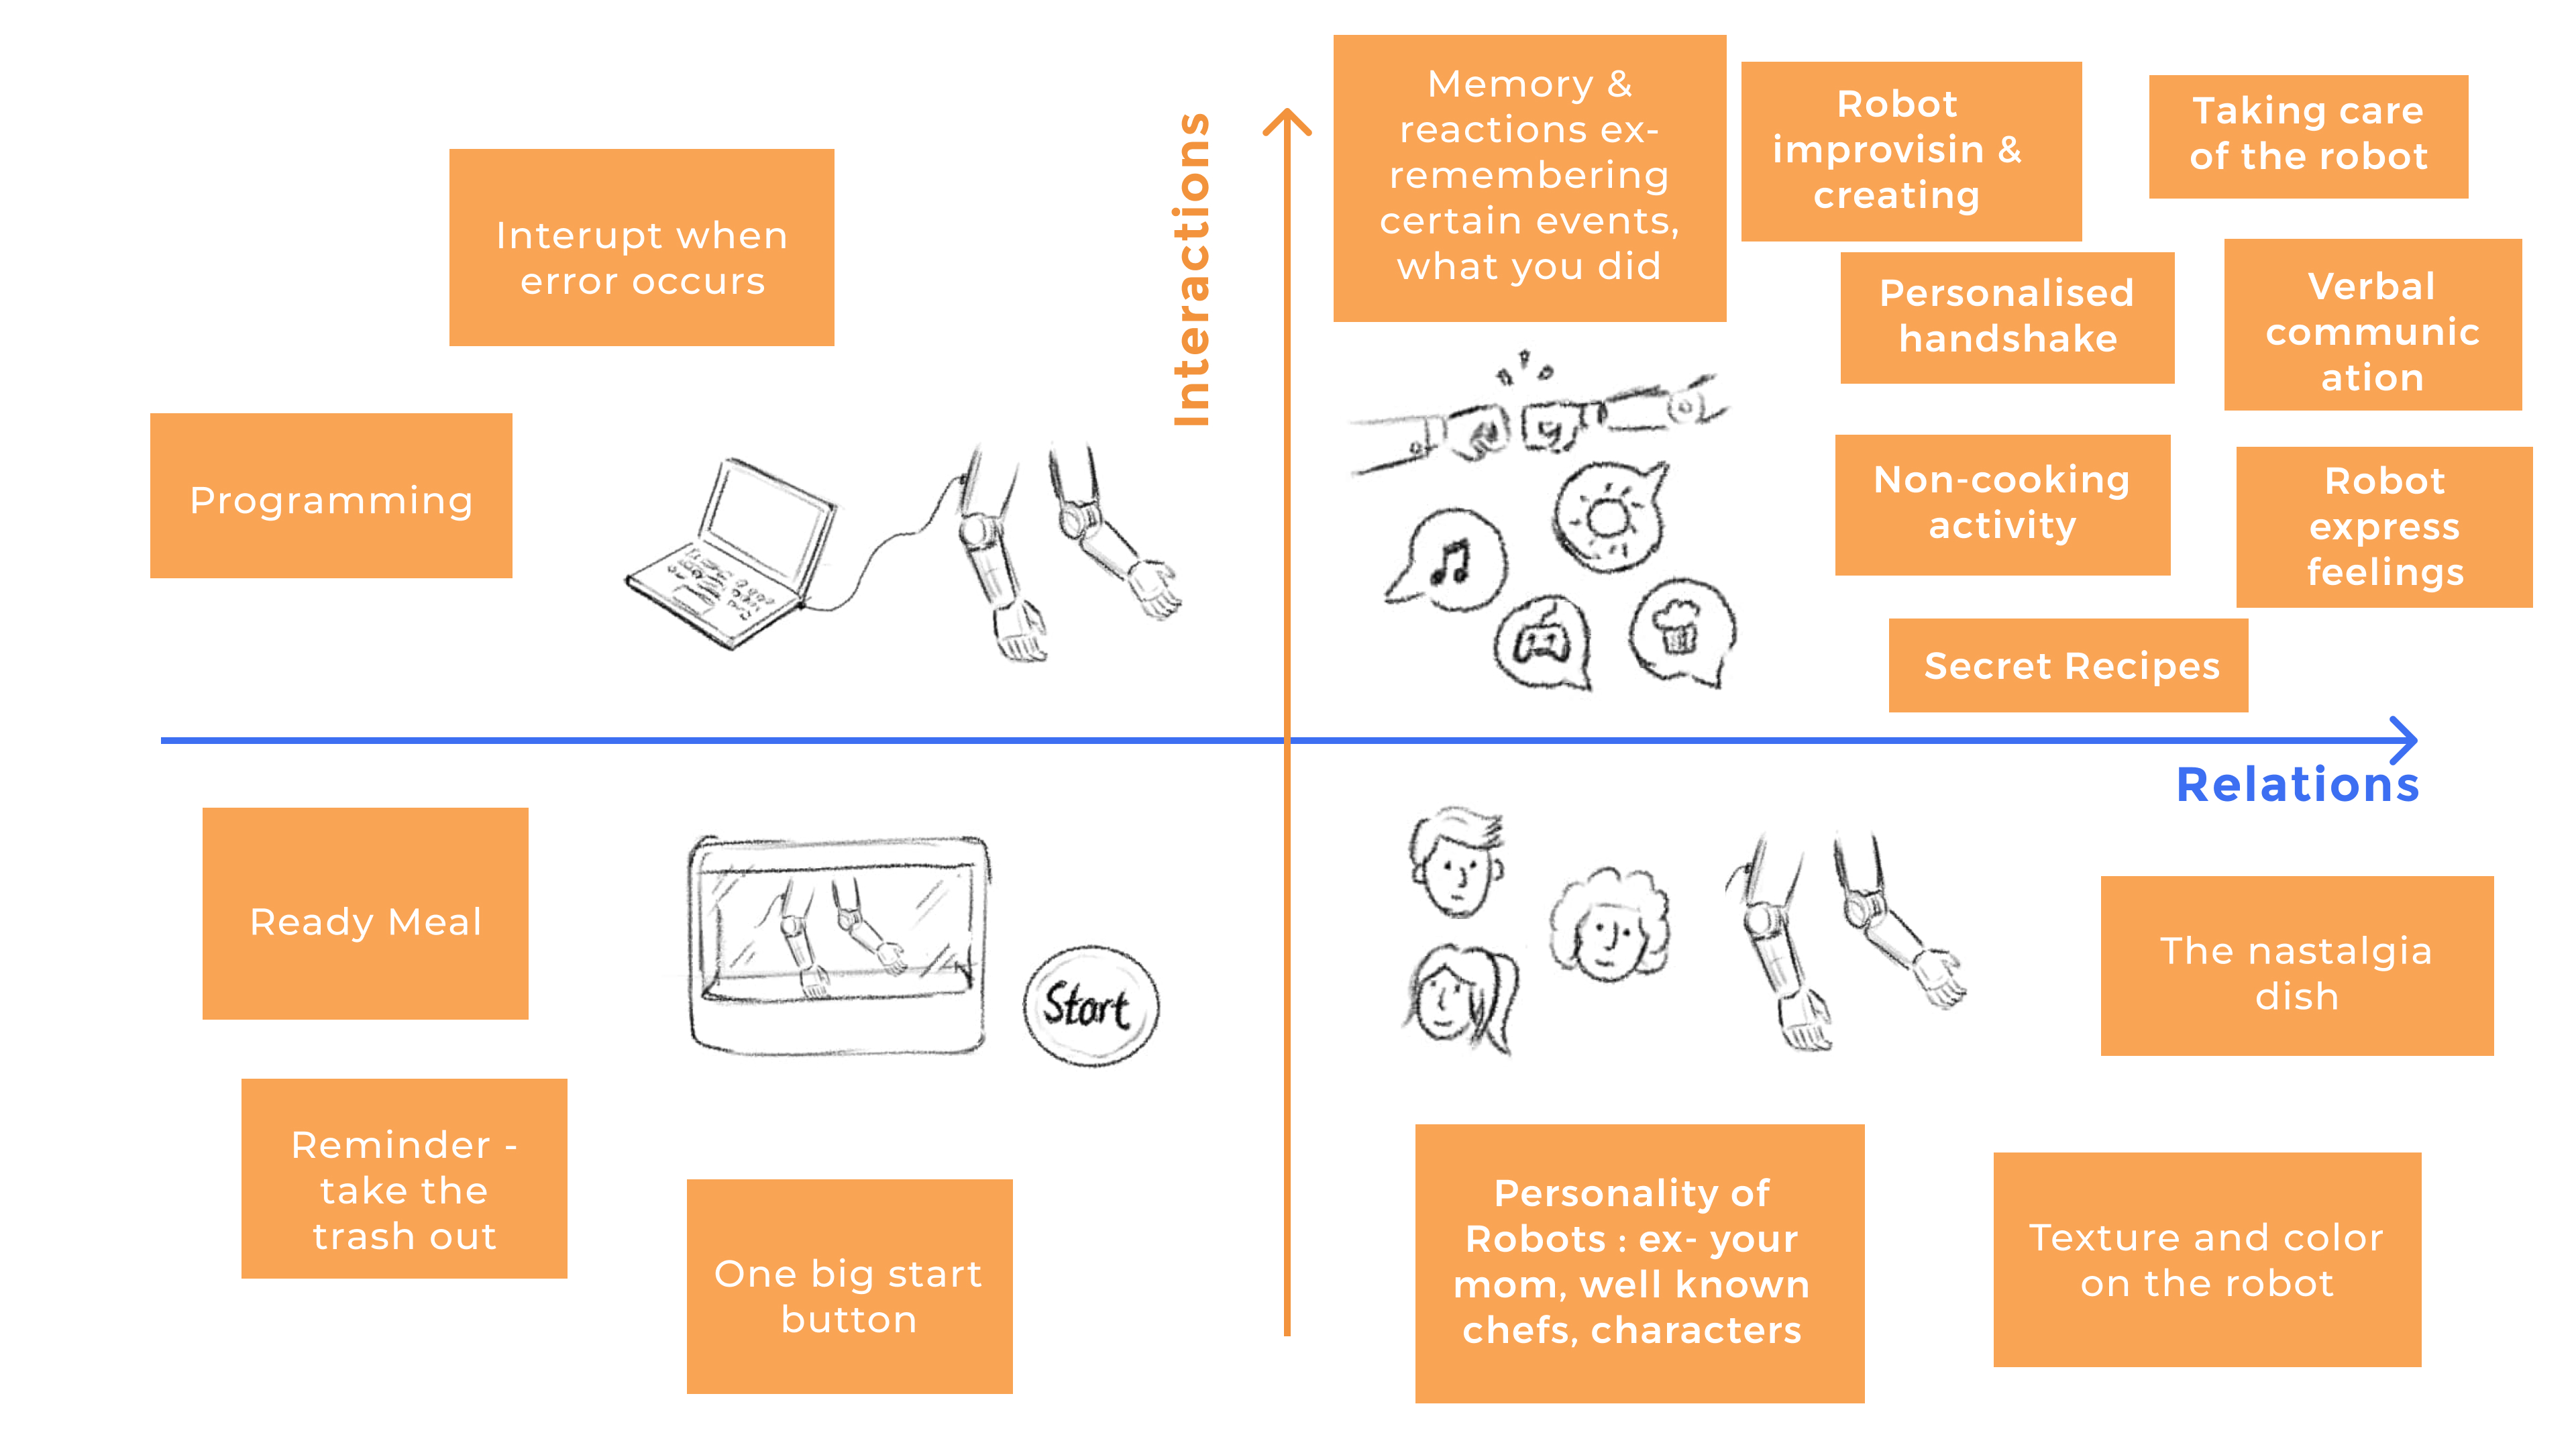 Interactions
Interupt when
error occurs
Programming
Memory &
reactions ex-
remembering
certain events,
what you did
Robot
improvisin &
creating
Taking care
of the robot
Personalised
handshake
Verbal
communic
ation
Non-cooking
activity
Robot
express
feelings
Secret Recipes
Relations
Ready Meal
Reminder -
take the
trash out
Start
One big start
button
The nastalgia
dish
Personality of
Robots : ex- your
mom, well known
chefs, characters
Texture and color
on the robot